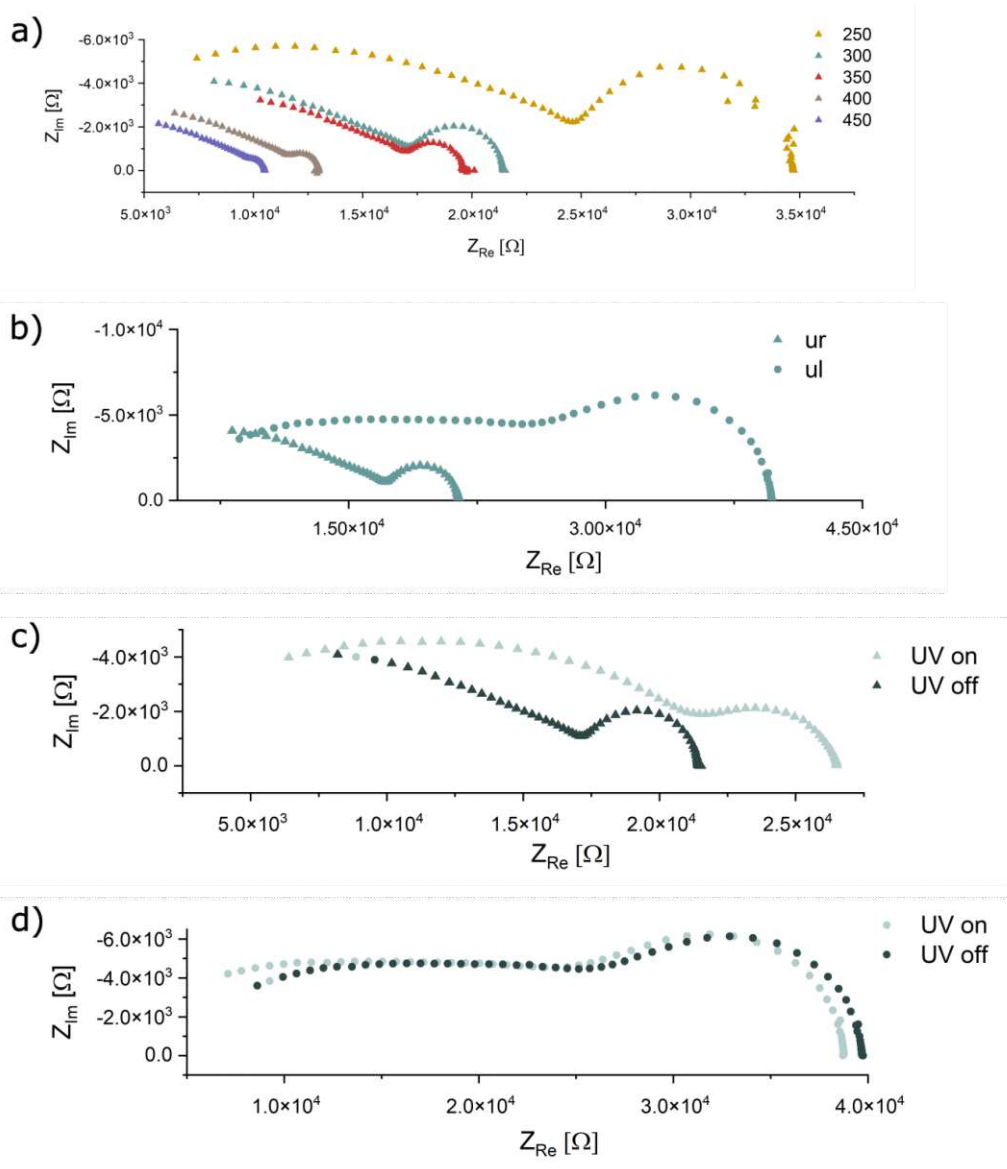 a)
-6.0×10³
-4.0×10³
-2.0×10³
0.0
Z_Im [Ω]
250
300
350
400
450
5.0×10³
1.0×10⁴
1.5×10⁴
2.0×10⁴
2.5×10⁴
3.0×10⁴
3.5×10⁴
Z_Re [Ω]
b)
-1.0×10⁴
-5.0×10³
0.0
Z_Im [Ω]
ur
ul
1.50×10⁴
3.00×10⁴
4.50×10⁴
Z_Re [Ω]
c)
-4.0×10³
-2.0×10³
0.0
Z_Im [Ω]
UV on
UV off
5.0×10³
1.0×10⁴
1.5×10⁴
2.0×10⁴
2.5×10⁴
Z_Re [Ω]
d)
-6.0×10³
-4.0×10³
-2.0×10³
0.0
Z_Im [Ω]
UV on
UV off
1.0×10⁴
2.0×10⁴
3.0×10⁴
4.0×10⁴
Z_Re [Ω]